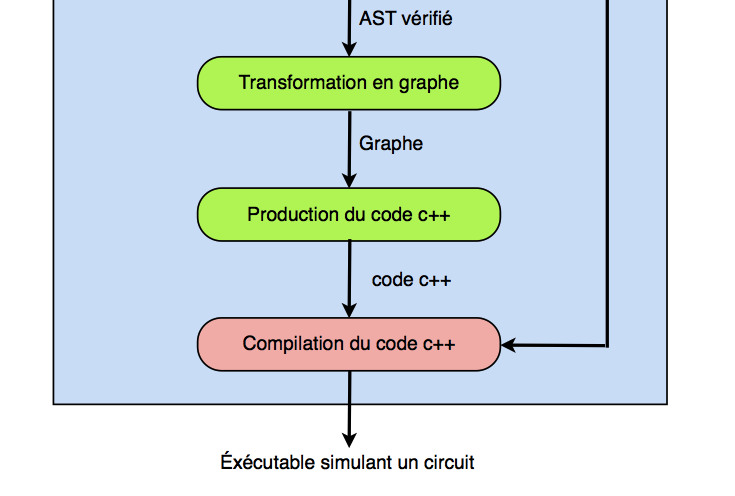 AST vérifié
Transformation en graphe
Graphe
Production du code c++
code c++
Compilation du code c++
Éxécutable simulant un circuit